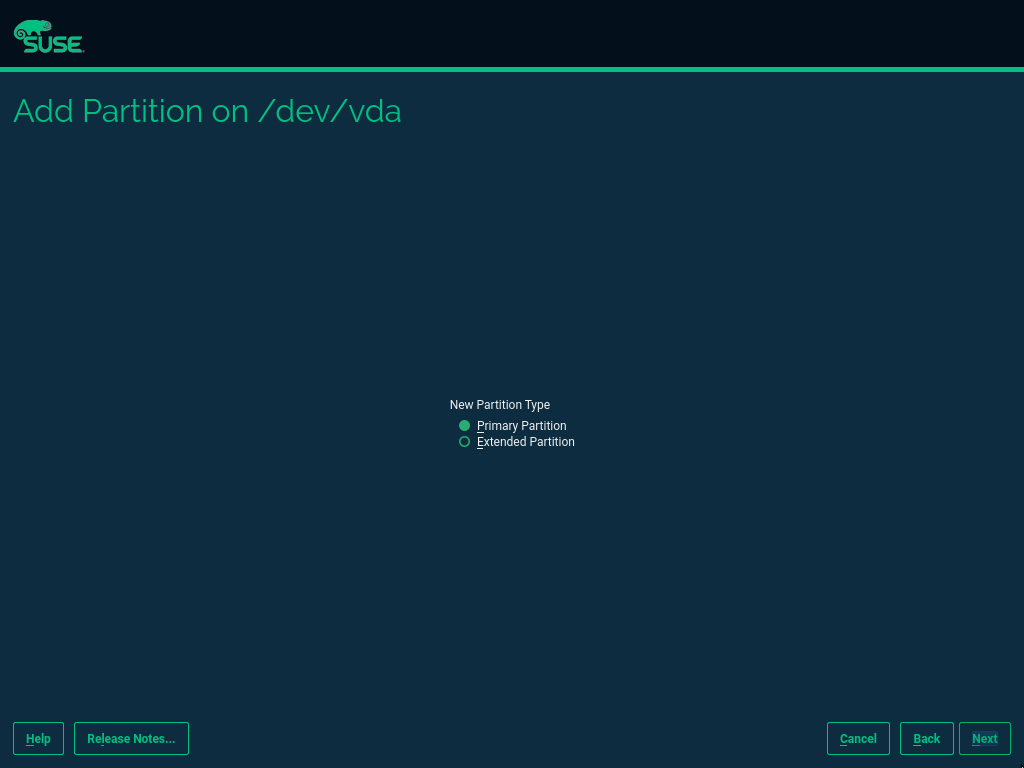 SUSE
Add Partition on /dev/vda
New Partition Type
Primary Partition
Extended Partition
Help
Release Notes...
Cancel
Back
Next